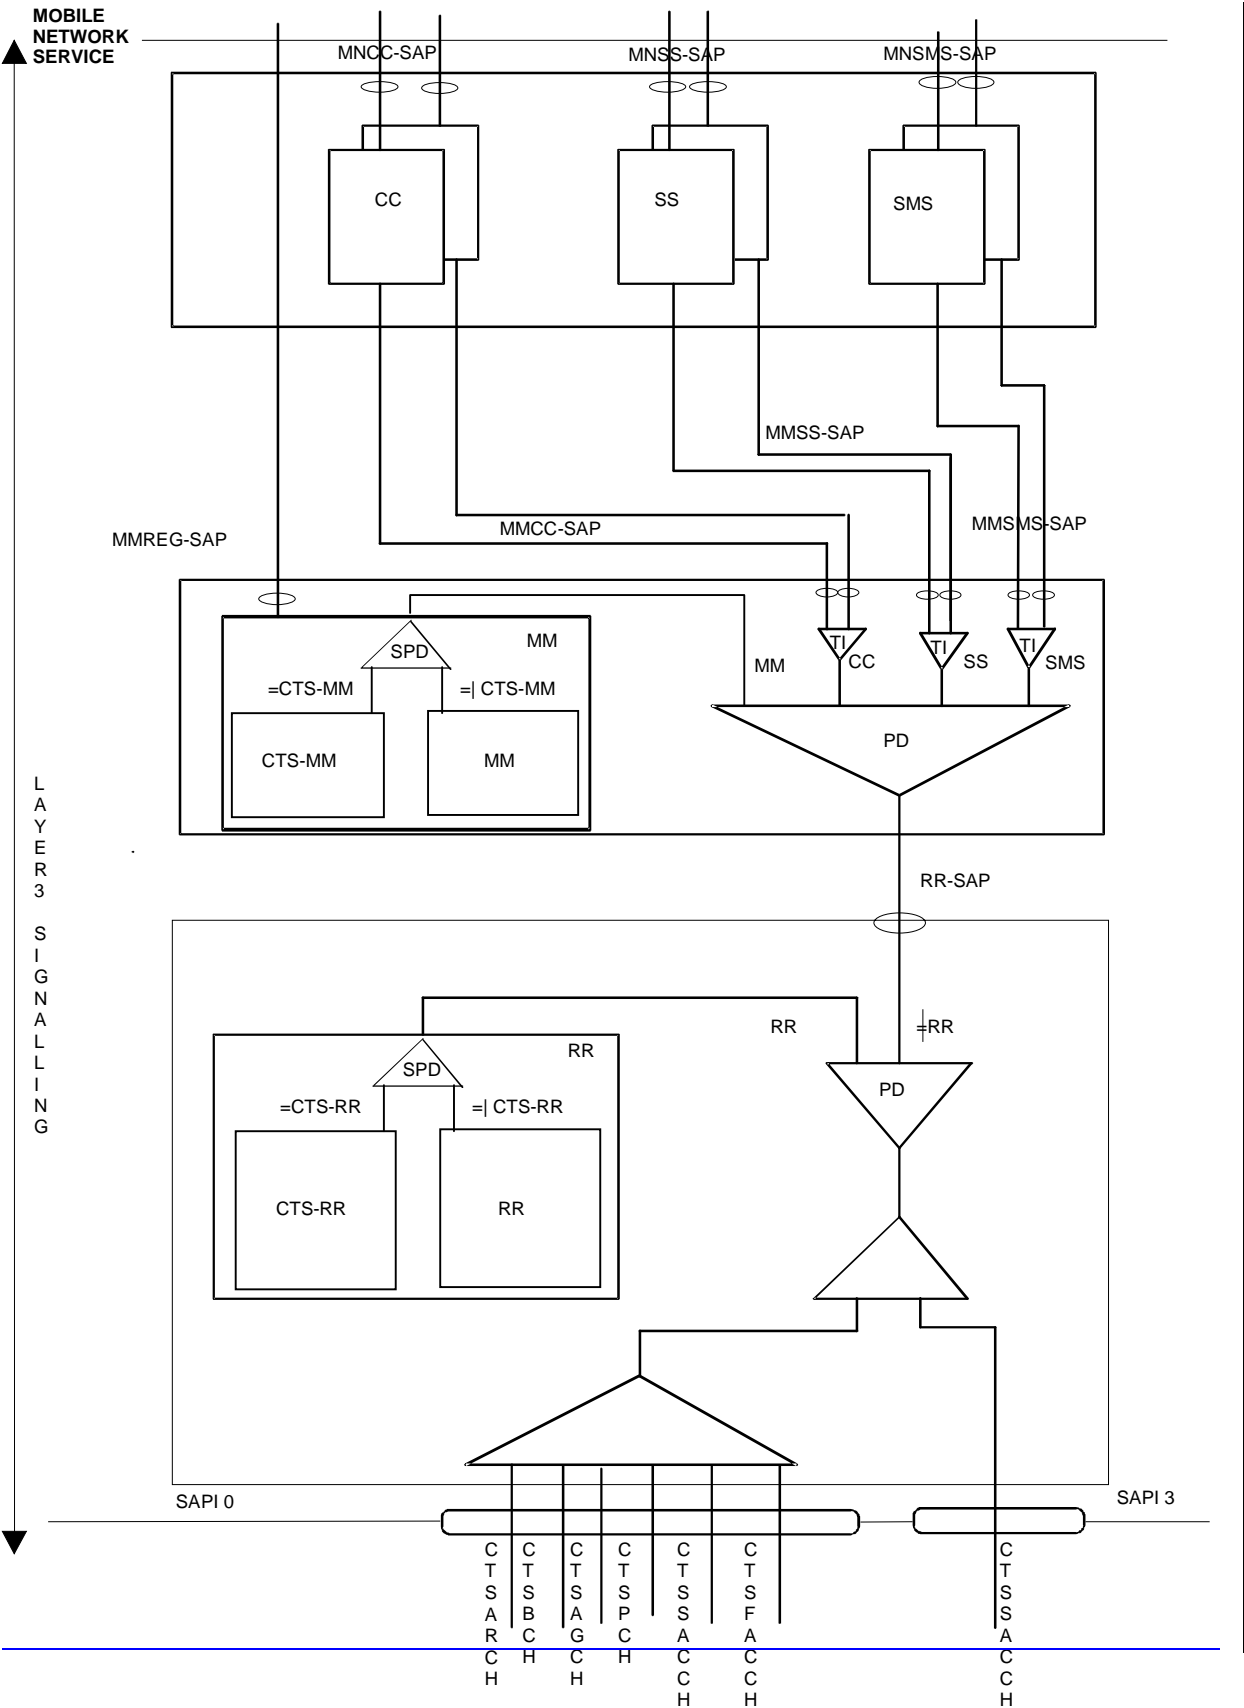 MOBILE
NETWORK
SERVICE
MNCC-SAP
MNSS-SAP
MNSMS-SAP
CC
SS
SMS
MMSS-SAP
MMCC-SAP
MMSMS-SAP
MMREG-SAP
SPD
MM
TI
CC
TI
SS
TI
SMS
MM
=CTS-MM
=| CTS-MM
CTS-MM
MM
PD
LAYER3 SIGNALLING
.
RR-SAP
RR
=|RR
RR
SPD
PD
=CTS-RR
=| CTS-RR
CTS-RR
RR
SAPI 0
SAPI 3
CTSARCH
CTSBCH
CTSAGCH
CTSPCH
CTSSACCH
CTSFACCH
CTSSACCH